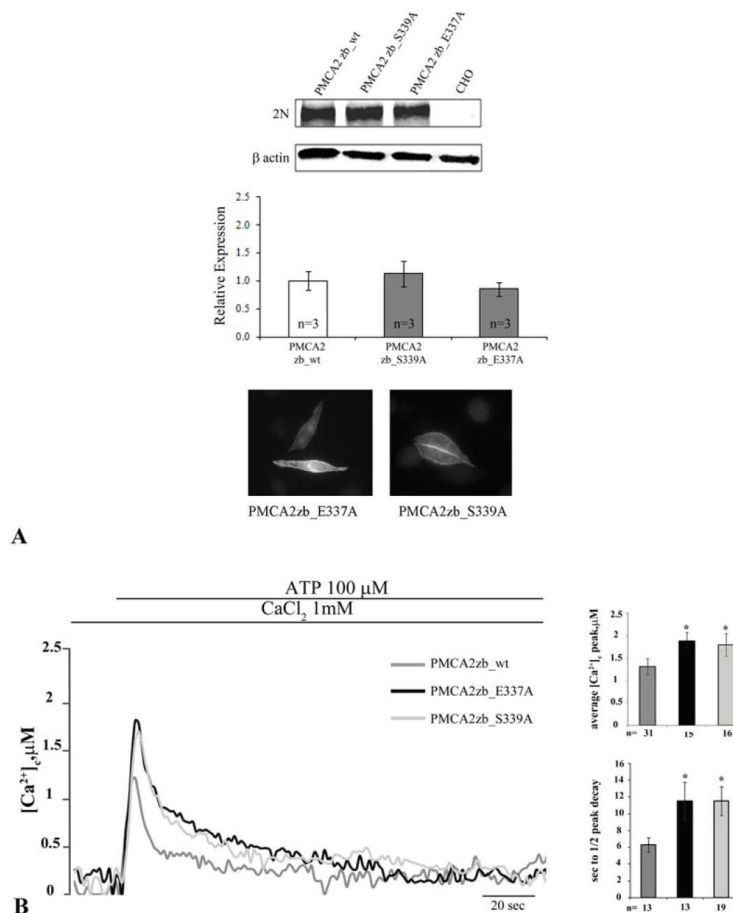 PMCA2 zb_wt
PMCA2 zb_S339A
PMCA2 zb_E337A
CHO
2N
β actin
Relative Expression
2.5
2.0
1.5
1.0
0.5
0.0
n=3
n=3
n=3
PMCA2
zb_wt
PMCA2
zb_S339A
PMCA2
zb_E337A
PMCA2zb_E337A
PMCA2zb_S339A
A
ATP 100 μM
CaCl₂ 1mM
[Ca²⁺]c,μM
2.5
2
1.5
1
0.5
0
PMCA2zb_wt
PMCA2zb_E337A
PMCA2zb_S339A
20 sec
average [Ca²⁺]c peak,μM
2.5
2
1.5
1
0.5
0
*
*
n= 31 15 16
sec to 1/2 peak decay
16
14
12
10
8
6
4
2
0
*
*
n= 13 13 19
B